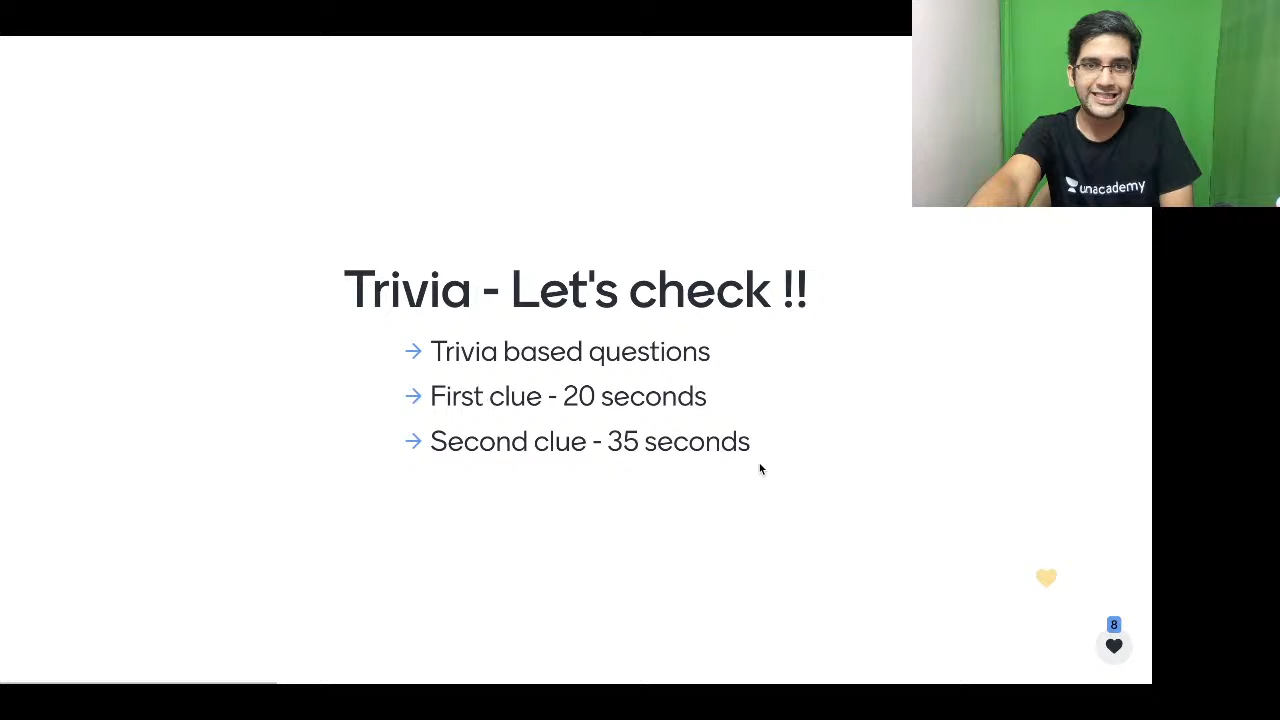 unacademy
Trivia - Let's check !!
→ Trivia based questions
→ First clue - 20 seconds
→ Second clue - 35 seconds
8